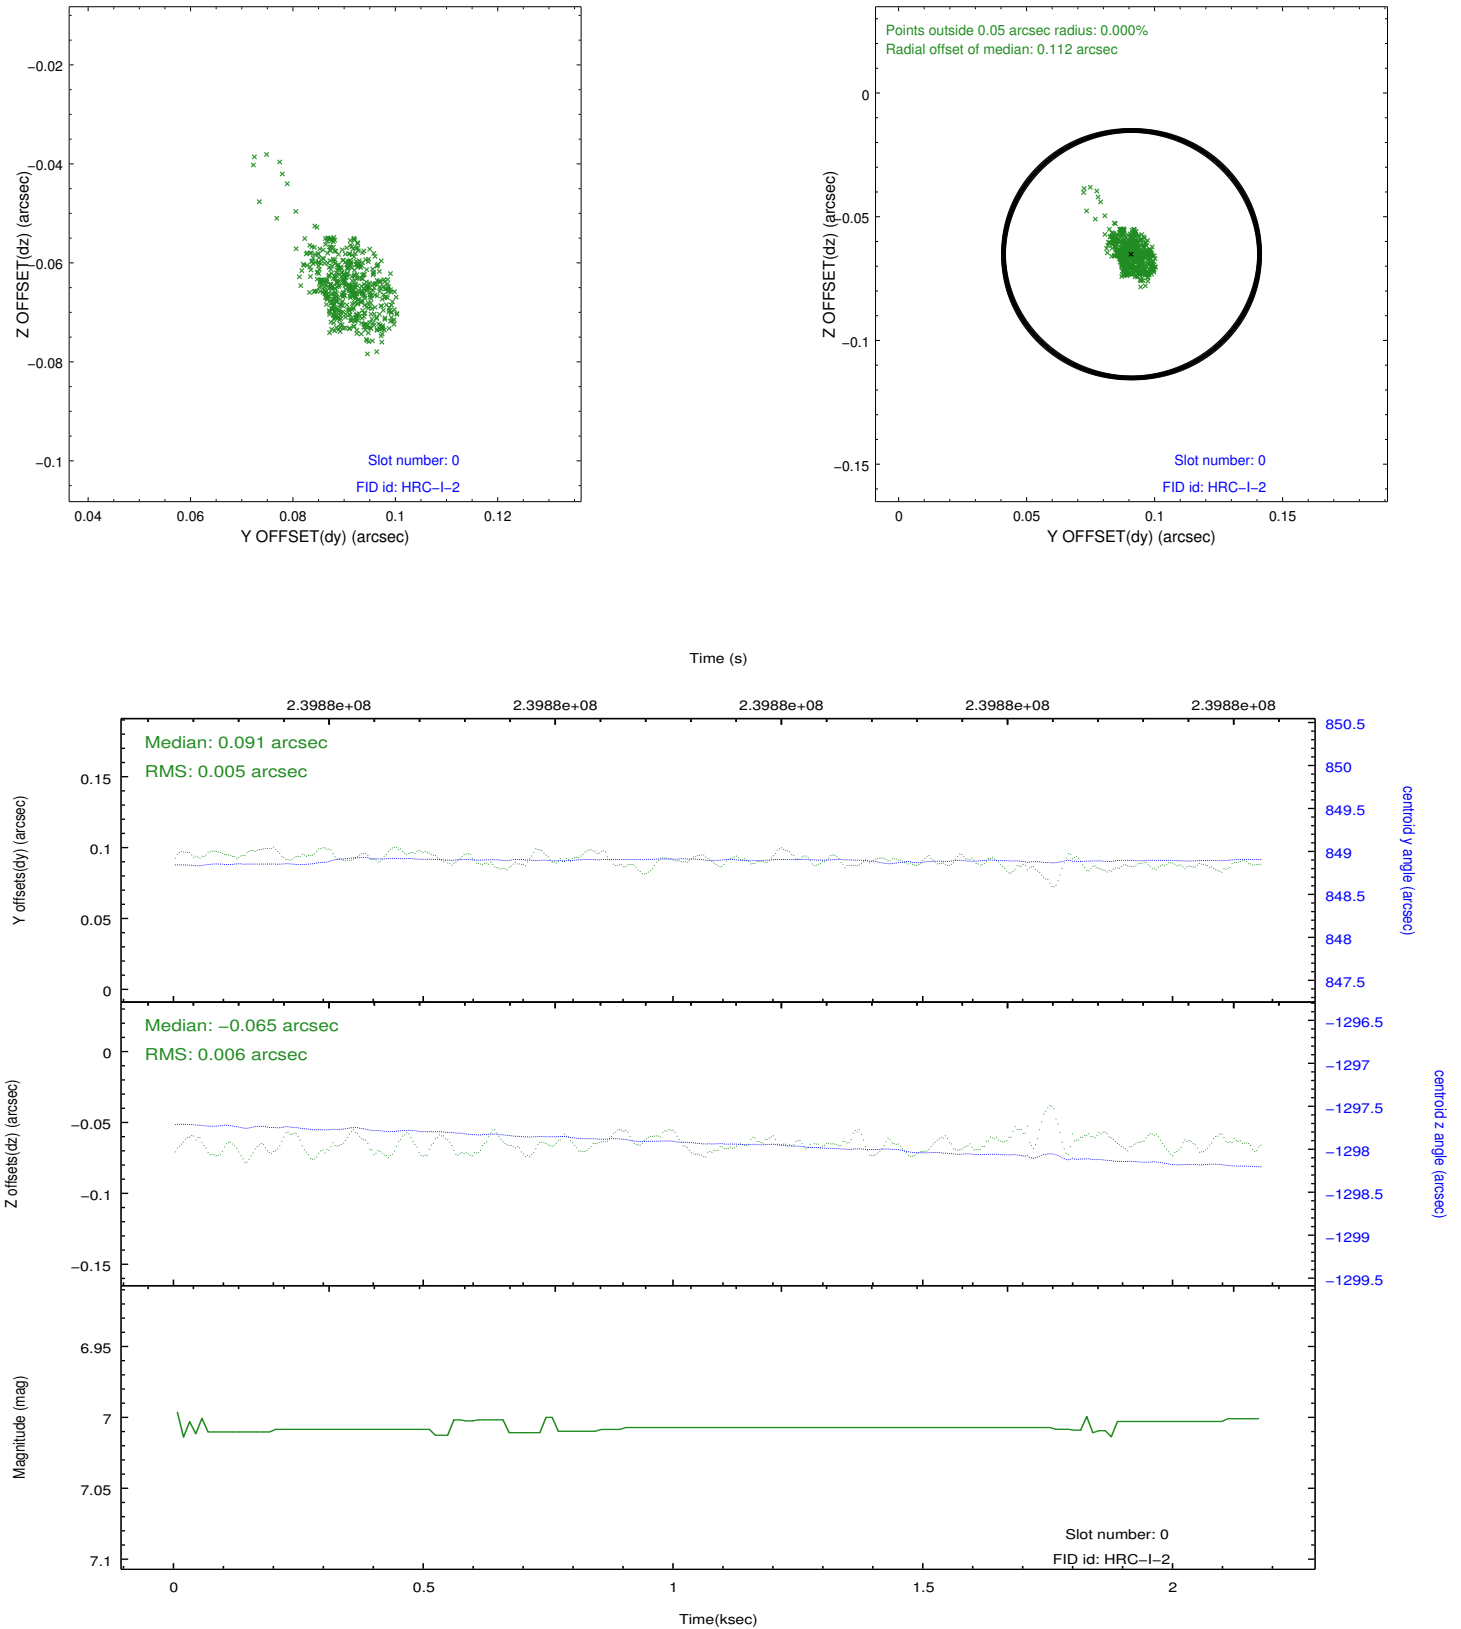 −0.02
−0.04
−0.06
−0.08
−0.1
Z OFFSET(dz) (arcsec)
Slot number: 0
FID id: HRC−I−2
0.04 0.06 0.08 0.1 0.12
Y OFFSET(dy) (arcsec)
Points outside 0.05 arcsec radius: 0.000%
Radial offset of median: 0.112 arcsec
0
−0.05
−0.1
−0.15
Z OFFSET(dz) (arcsec)
Slot number: 0
FID id: HRC−I−2
0 0.05 0.1 0.15
Y OFFSET(dy) (arcsec)
Time (s)
2.3988e+08 2.3988e+08 2.3988e+08 2.3988e+08 2.3988e+08
Median: 0.091 arcsec
RMS: 0.005 arcsec
0.15
0.1
0.05
0
Y offsets(dy) (arcsec)
850.5
850
849.5
849
848.5
848
847.5
centroid y angle (arcsec)
Median: −0.065 arcsec
RMS: 0.006 arcsec
0
−0.05
−0.1
−0.15
Z offsets(dz) (arcsec)
−1296.5
−1297
−1297.5
−1298
−1298.5
−1299
−1299.5
centroid z angle (arcsec)
6.95
7
7.05
7.1
Magnitude (mag)
Slot number: 0
FID id: HRC−I−2
0 0.5 1 1.5 2
Time(ksec)